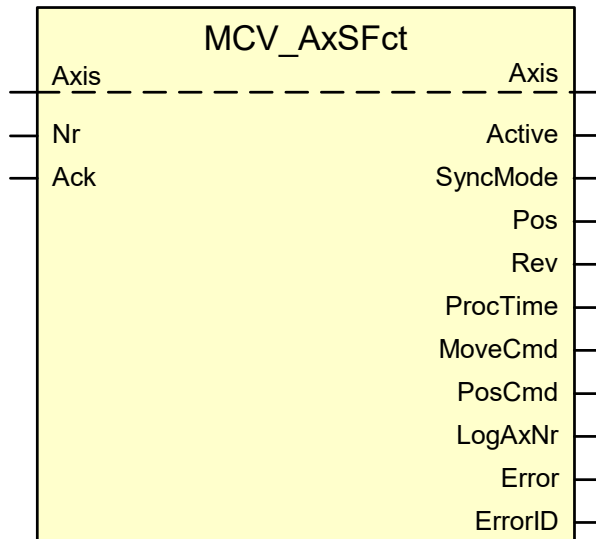 MCV_AxSFct
Axis Axis
Nr Active
Ack SyncMode
Pos
Rev
ProcTime
MoveCmd
PosCmd
LogAxNr
Error
ErrorID